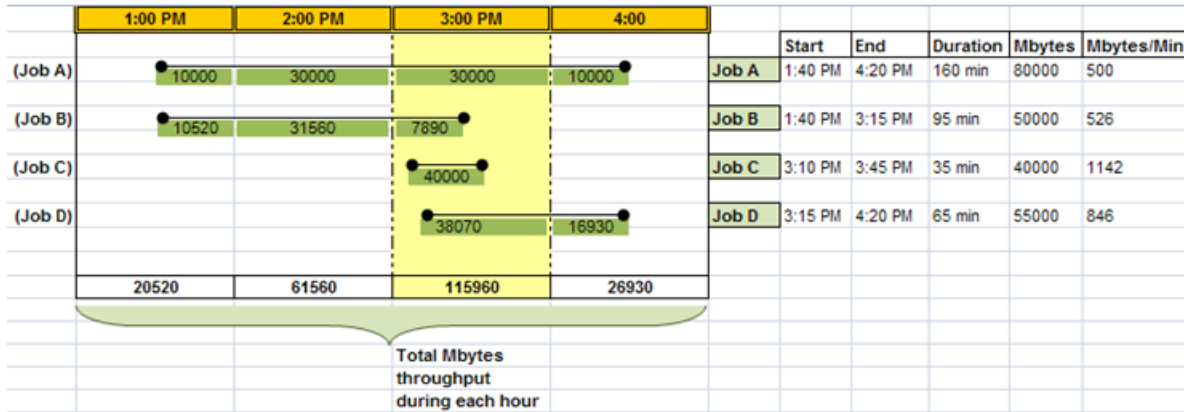 1:00 PM 2:00 PM 3:00 PM 4:00
Start End Duration Mbytes Mbytes/Min
(Job A) 10000 30000 30000 10000 Job A 1:40 PM 4:20 PM 160 min 80000 500
(Job B) 10520 31560 7890 Job B 1:40 PM 3:15 PM 95 min 50000 526
(Job C) 40000 Job C 3:10 PM 3:45 PM 35 min 40000 1142
(Job D) 38070 16930 Job D 3:15 PM 4:20 PM 65 min 55000 846
20520 61560 115960 26930
Total Mbytes
throughput
during each hour